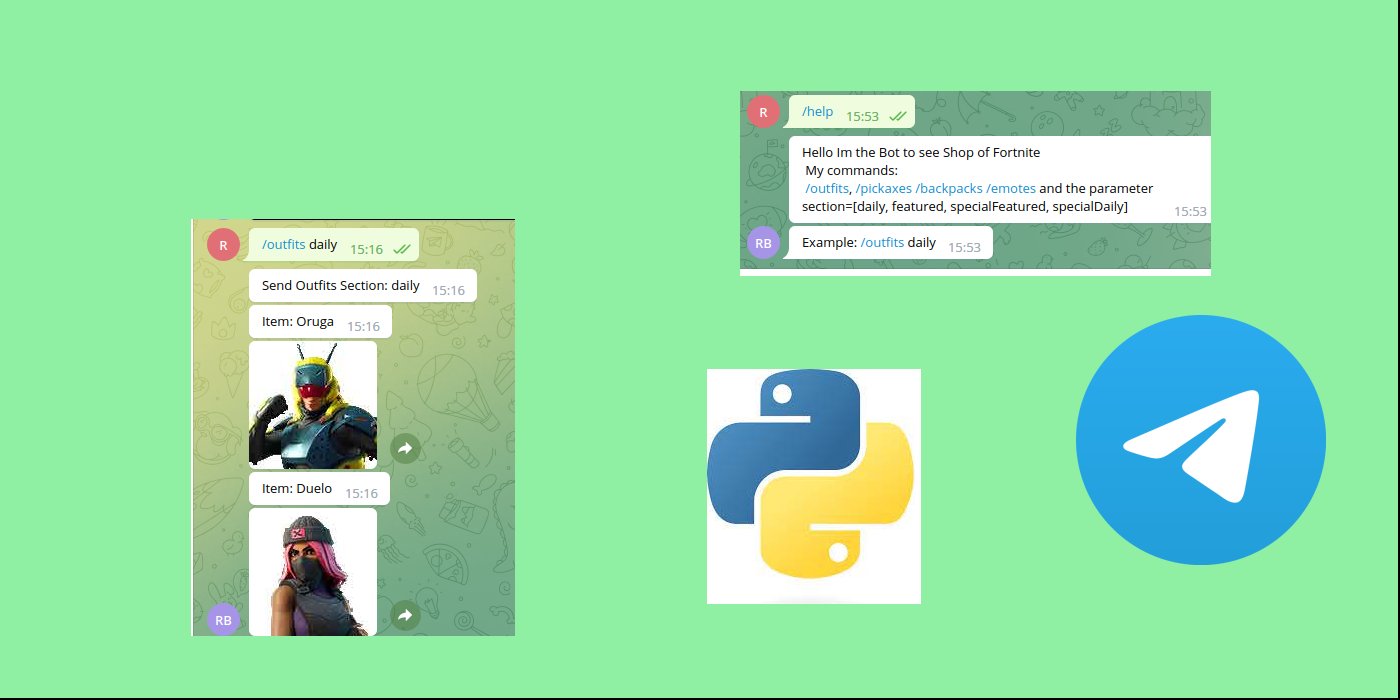 R
/outfits daily 15:16
Send Outfits Section: daily 15:16
Item: Oruga 15:16
Item: Duelo 15:16
RB
R
/help 15:53
Hello Im the Bot to see Shop of Fortnite
My commands:
/outfits, /pickaxes /backpacks /emotes and the parameter
section=[daily, featured, specialFeatured, specialDaily] 15:53
RB
Example: /outfits daily 15:53